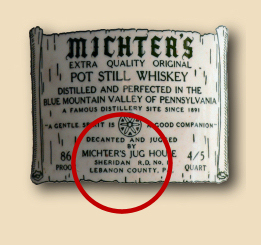 MICHTER'S
EXTRA QUALITY ORIGINAL
POT STILL WHISKEY
DISTILLED AND PERFECTED IN THE
BLUE MOUNTAIN VALLEY OF PENNSYLVANIA
A FAMOUS DISTILLERY SITE SINCE 1891
"A GENTLE SPIRIT IS A GOOD COMPANION"
DECANTED AND JUGGED
BY
86 MICHTER'S JUG HOUSE 4/5
PROOF SHERIDAN R.D. No. QUART
LEBANON COUNTY, PA